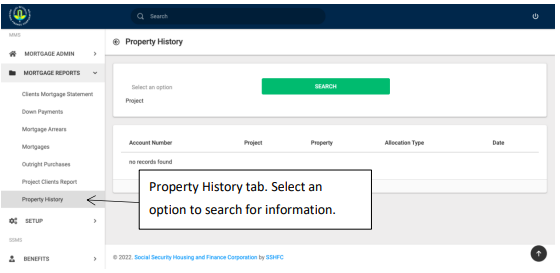 Search
MMS
MORTGAGE ADMIN
MORTGAGE REPORTS
Clients Mortgage Statement
Down Payments
Mortgage Arrears
Mortgages
Outright Purchases
Project Clients Report
Property History
SETUP
SSMS
BENEFITS
Property History
Select an option
SEARCH
Project
Account Number Project Property Allocation Type Date
no records found
Property History tab. Select an
option to search for information.
© 2022. Social Security Housing and Finance Corporation by SSHFC